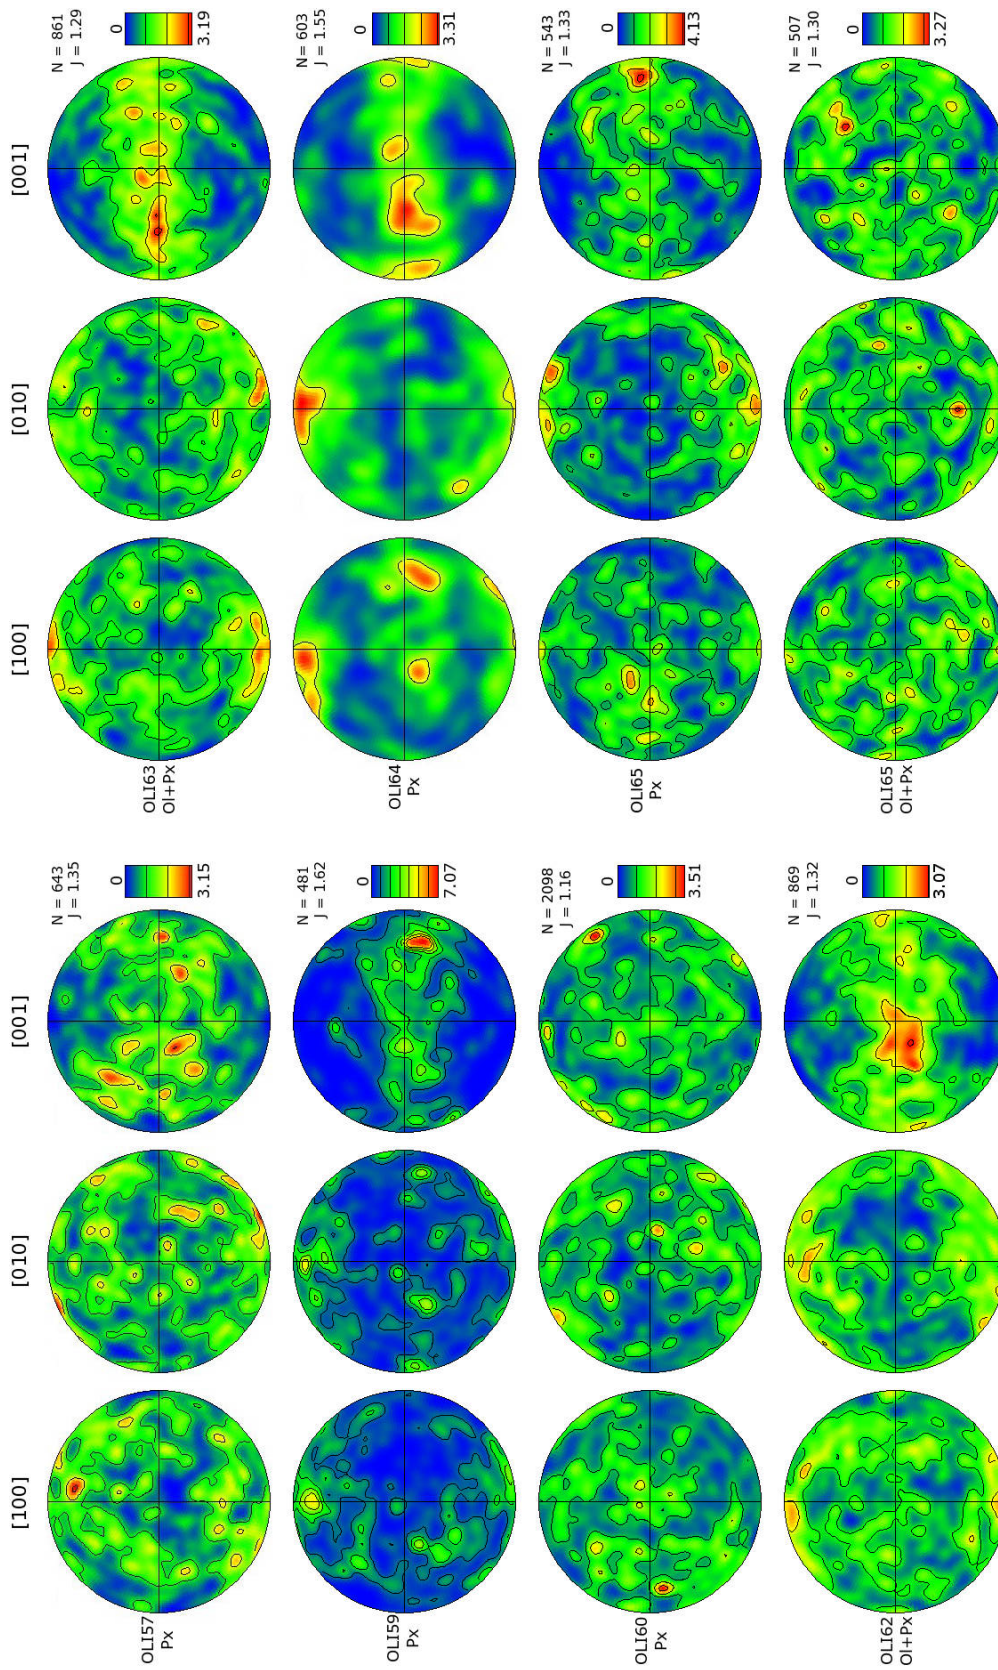 [100] [010] [001]
OLI57
Px
N = 643
J = 1.35
0
3.15
OLI59
Px
N = 481
J = 1.62
0
7.07
OLI60
Px
N = 2098
J = 1.16
0
3.51
OLI62
Ol+Px
N = 869
J = 1.32
0
3.07
[100] [010] [001]
OLI63
Ol+Px
N = 861
J = 1.29
0
3.19
OLI64
Px
N = 603
J = 1.55
0
3.31
OLI65
Px
N = 543
J = 1.33
0
4.13
OLI65
Ol+Px
N = 507
J = 1.30
0
3.27